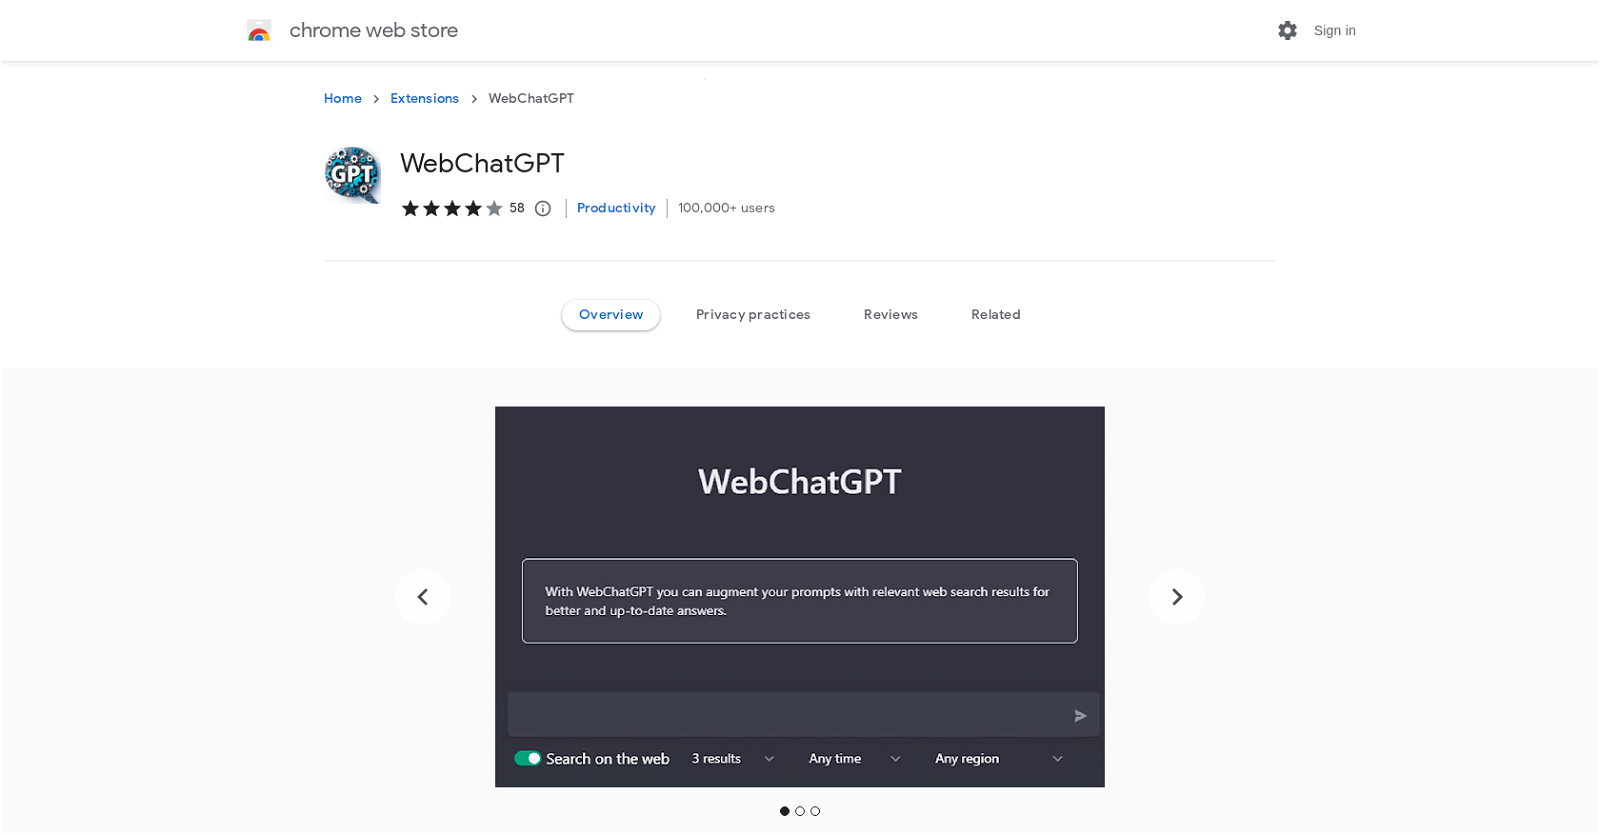 chrome web store
Sign in
Home > Extensions > WebChatGPT
GPT
WebChatGPT
58 Productivity 100,000+ users
Overview Privacy practices Reviews Related
WebChatGPT
With WebChatGPT you can augment your prompts with relevant web search results for
better and up-to-date answers.
Search on the web 3 results Any time Any region